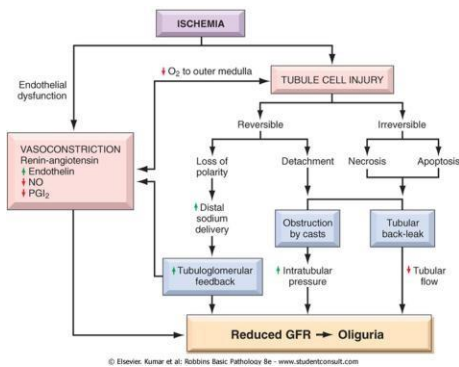 ISCHEMIA
Endothelial
dysfunction
O₂ to outer medulla
TUBULE CELL INJURY
Reversible
Irreversible
VASOCONSTRICTION
Renin-angiotensin
Endothelin
NO
PGI₂
Loss of
polarity
Detachment
Necrosis
Apoptosis
Distal
sodium
delivery
Obstruction
by casts
Tubular
back-leak
Tubuloglomerular
feedback
Intratubular
pressure
Tubular
flow
Reduced GFR → Oliguria
© Elsevier. Kumar et al: Robbins Basic Pathology 8e - www.studentconsult.com